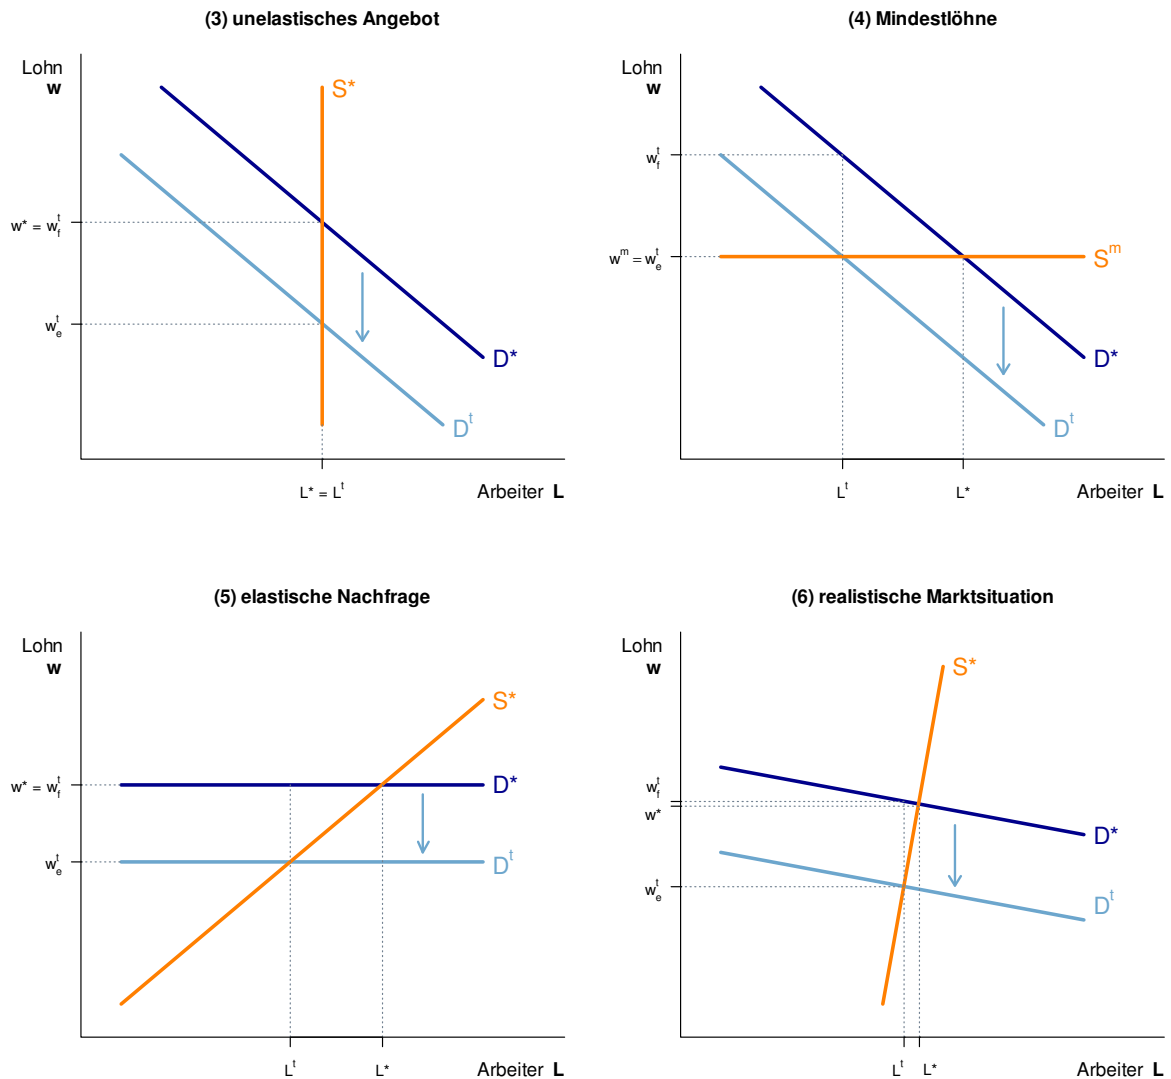 (3) unelastisches Angebot
Lohn
w
S*
w* = w_f^t
w_e^t
D*
D^t
L* = L^t
Arbeiter L
(4) Mindestlöhne
Lohn
w
w_f^t
w^m = w_e^t
S^m
D*
D^t
L^t
L*
Arbeiter L
(5) elastische Nachfrage
Lohn
w
S*
w* = w_f^t
D*
w_e^t
D^t
L^t
L*
Arbeiter L
(6) realistische Marktsituation
Lohn
w
S*
w_f^t
w*
D*
w_e^t
D^t
L^t
L*
Arbeiter L